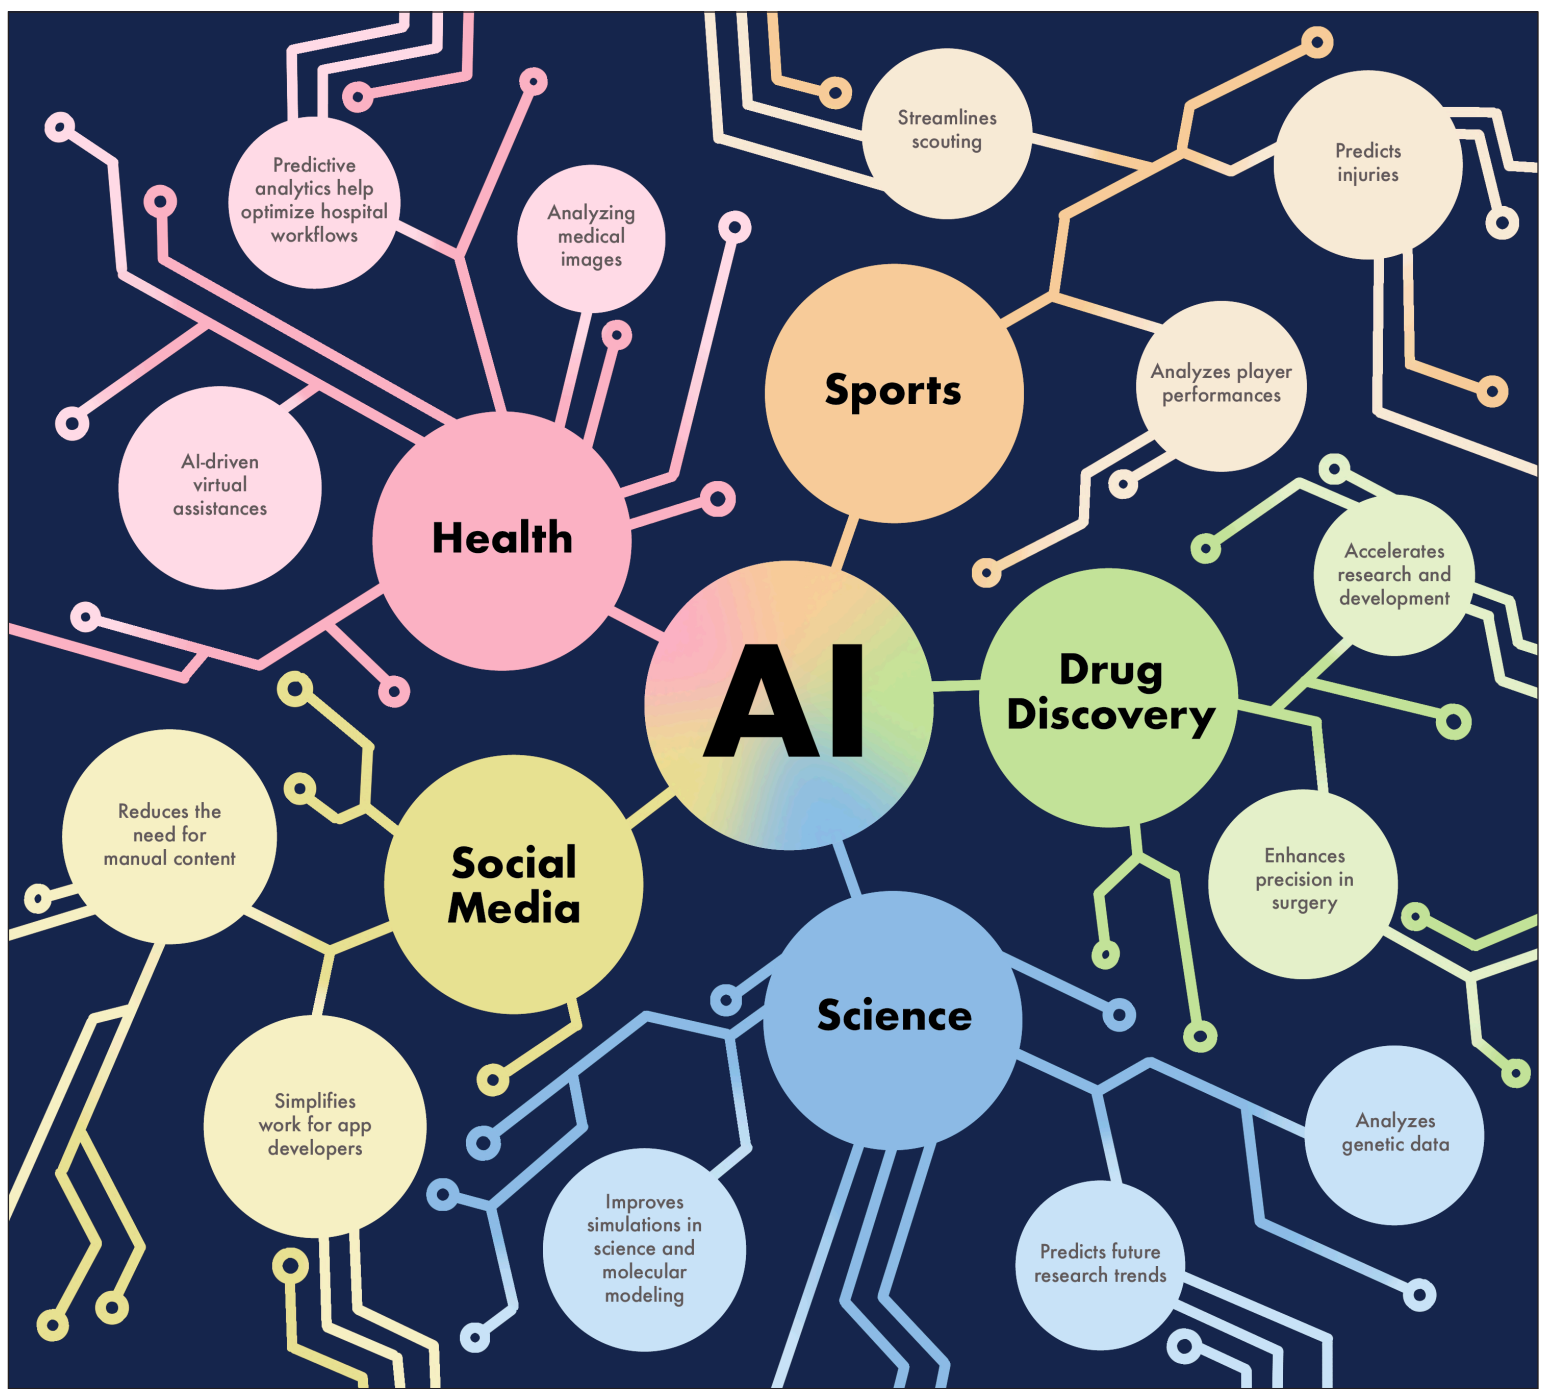 Predictive
analytics help
optimize hospital
workflows
Analyzing
medical
images
AI-driven
virtual
assistances
Health
Streamlines
scouting
Predicts
injuries
Analyzes player
performances
Sports
AI
Drug
Discovery
Accelerates
research and
development
Enhances
precision in
surgery
Social
Media
Reduces the
need for
manual content
Simplifies
work for app
developers
Science
Improves
simulations in
science and
molecular
modeling
Predicts future
research trends
Analyzes
genetic data